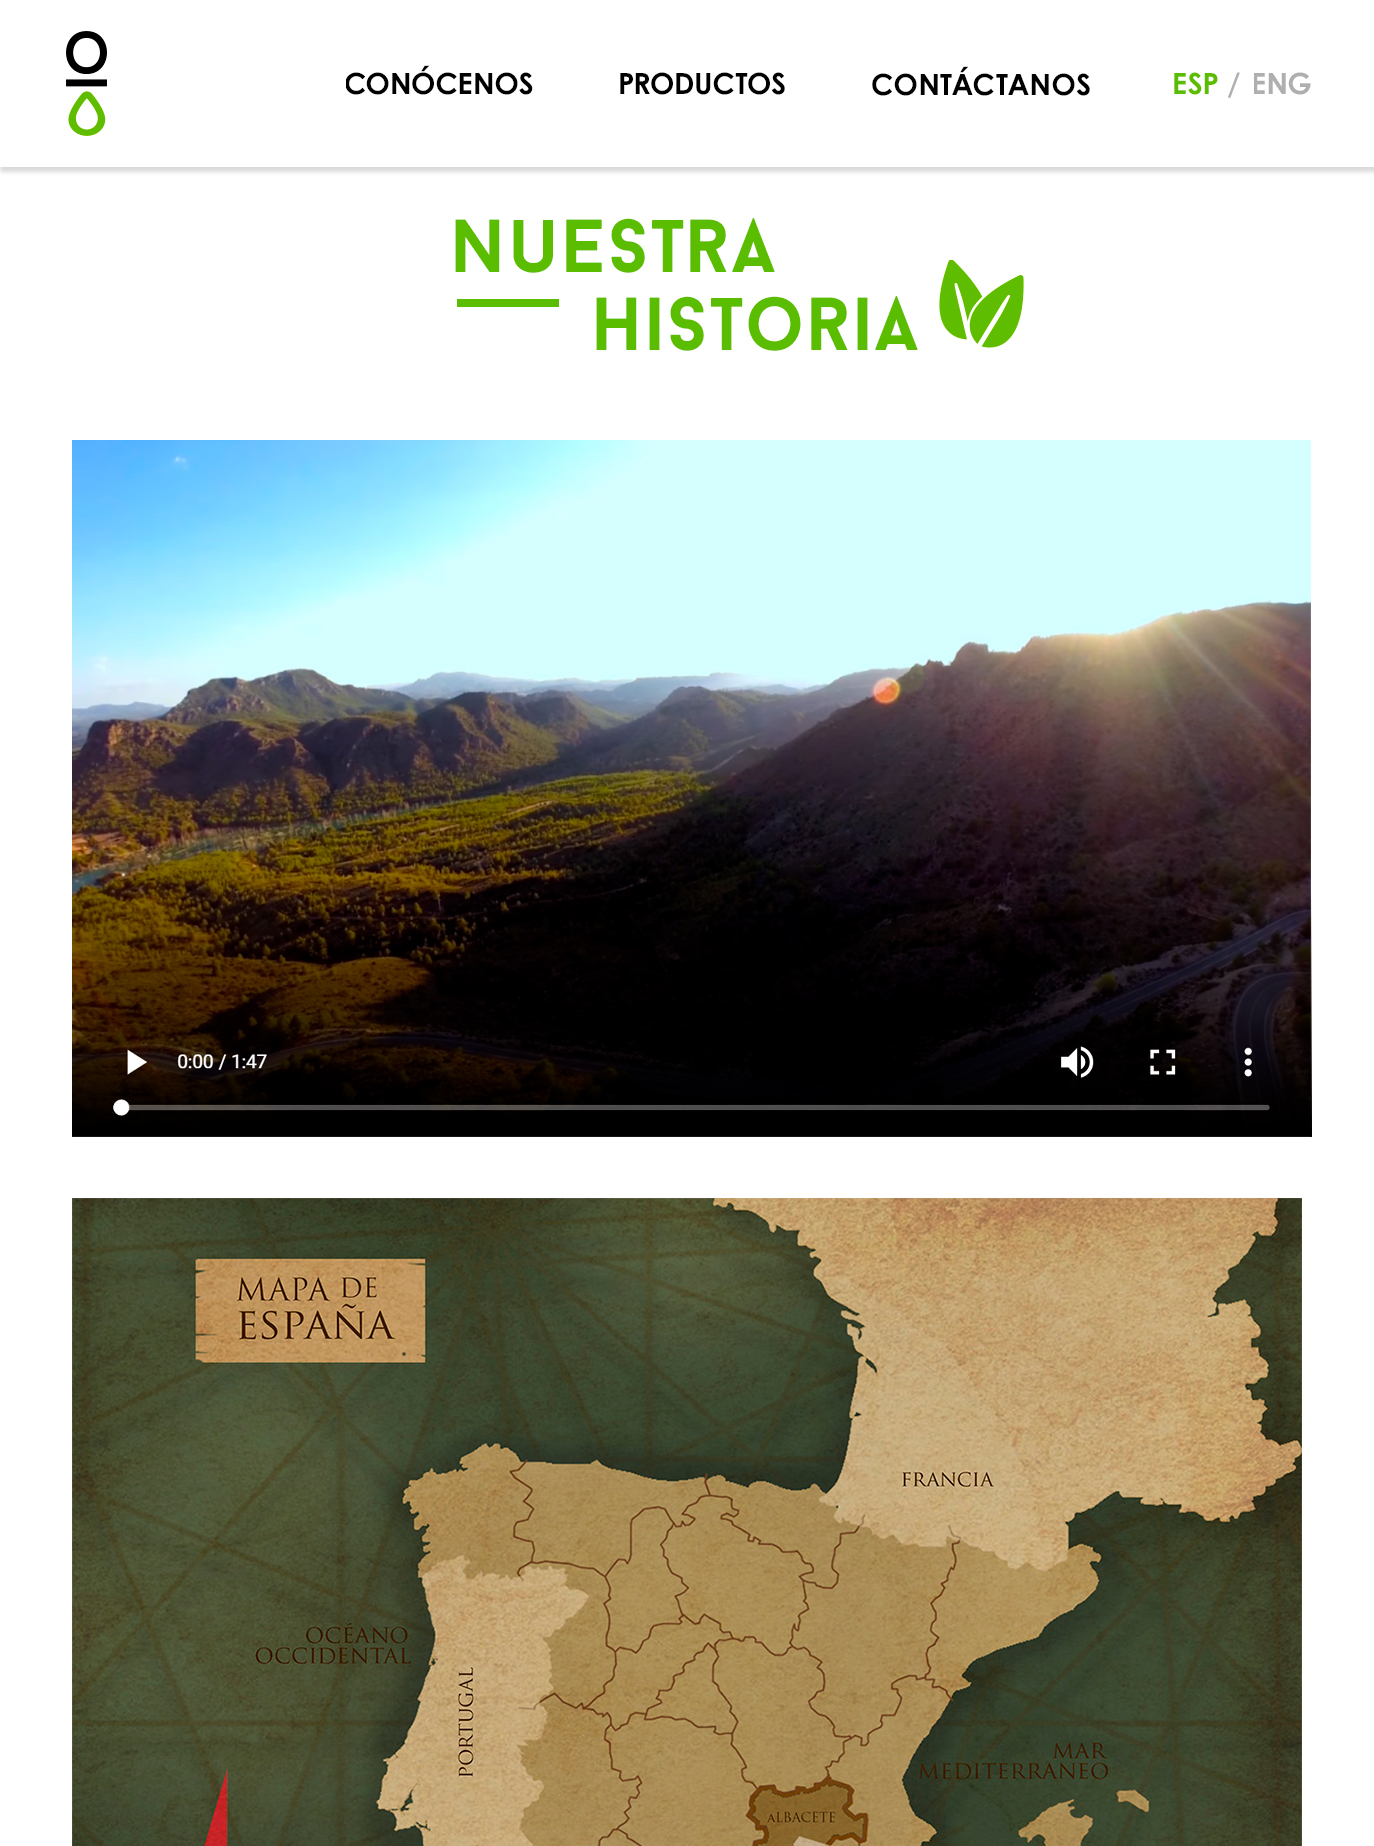 CONÓCENOS PRODUCTOS CONTÁCTANOS ESP / ENG
NUESTRA
HISTORIA
0:00 / 1:47
MAPA DE
ESPAÑA
FRANCIA
OCÉANO
OCCIDENTAL
PORTUGAL
MAR
MEDITERRANEO
ALBACETE